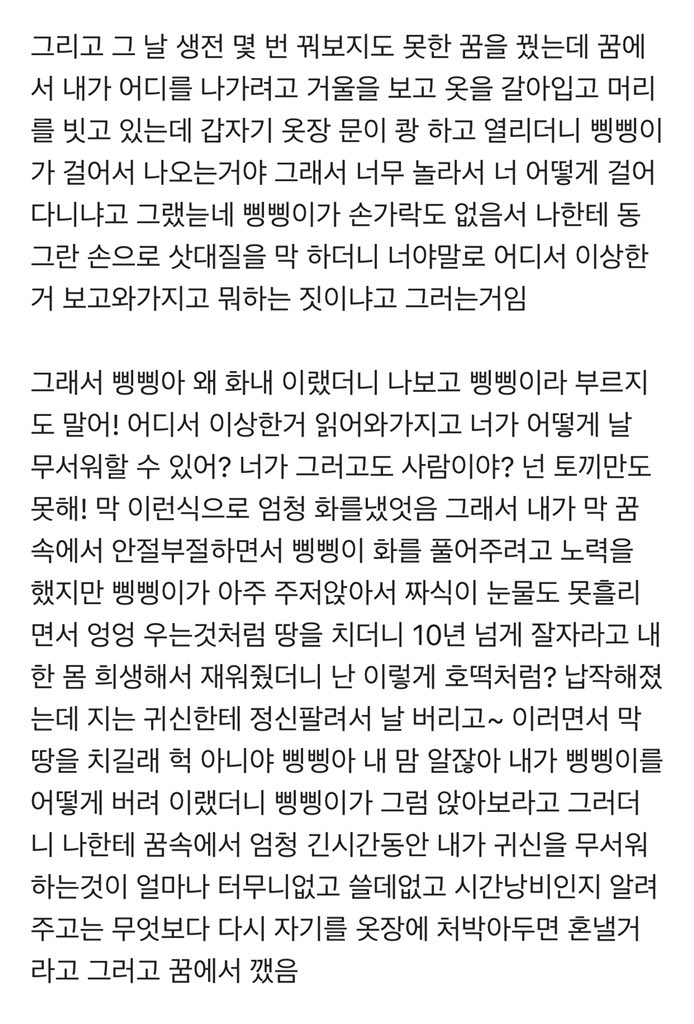 그리고 그 날 생전 몇 번 꿔보지도 못한 꿈을 꿨는데 꿈에
서 내가 어디를 나가려고 거울을 보고 옷을 갈아입고 머리
를 빗고 있는데 갑자기 옷장 문이 쾅 하고 열리더니 삥삥이
가 걸어서 나오는거야 그래서 너무 놀라서 너 어떻게 걸어
다니냐고 그랬는네 삥삥이가 손가락도 없음서 나한테 동
그란 손으로 삿대질을 막 하더니 너야말로 어디서 이상한
거 보고와가지고 뭐하는 짓이냐고 그러는거임
그래서 삥삥아 왜 화내 이랬더니 나보고 삥삥이라 부르지
도 말어! 어디서 이상한거 읽어와가지고 너가 어떻게 날
무서워할 수 있어? 너가 그러고도 사람이야? 넌 토끼만도
못해! 막 이런식으로 엄청 화를냈엇음 그래서 내가 막 꿈
속에서 안절부절하면서 삥삥이 화를 풀어주려고 노력을
했지만 삥삥이가 아주 주저앉아서 짜식이 눈물도 못흘리
면서 엉엉 우는것처럼 땅을 치더니 10년 넘게 잘자라고 내
한 몸 희생해서 재워줬더니 난 이렇게 호떡처럼? 납작해졌
는데 지는 귀신한테 정신팔려서 날 버리고~ 이러면서 막
땅을 치길래 헉 아니야 삥삥아 내 맘 알잖아 내가 삥삥이를
어떻게 버려 이랬더니 삥삥이가 그럼 앉아보라고 그러더
니 나한테 꿈속에서 엄청 긴시간동안 내가 귀신을 무서워
하는것이 얼마나 터무니없고 쓸데없고 시간낭비인지 알려
주고는 무엇보다 다시 자기를 옷장에 처박아두면 혼낼거
라고 그러고 꿈에서 깼음